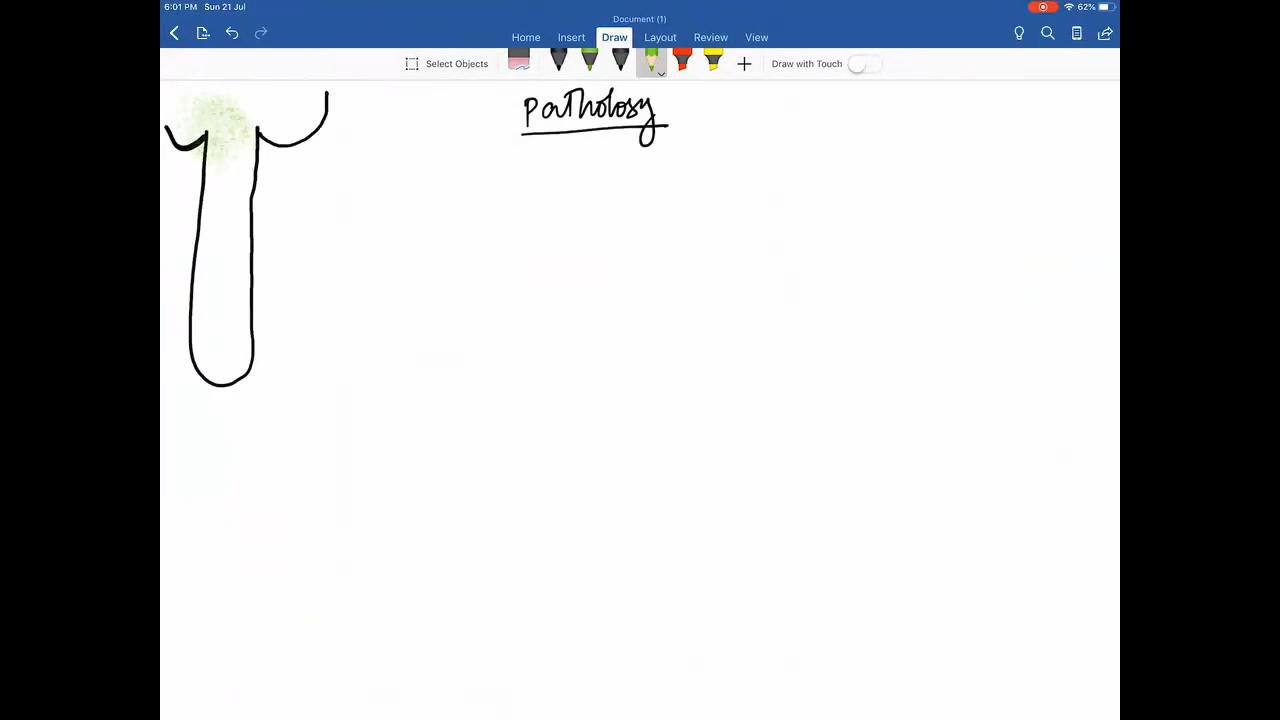 6:01 PM Sun 21 Jul 62%
Document (1)
Home Insert Draw Layout Review View
Select Objects Draw with Touch
Pathology